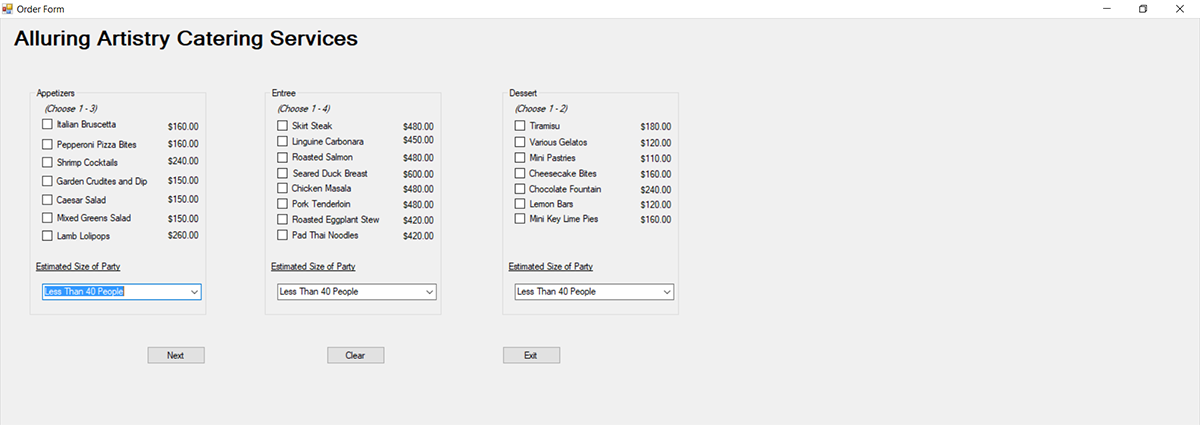 Order Form
Alluring Artistry Catering Services
Appetizers
(Choose 1 - 3)
Italian Bruscetta $160.00
Pepperoni Pizza Bites $160.00
Shrimp Cocktails $240.00
Garden Crudites and Dip $150.00
Caesar Salad $150.00
Mixed Greens Salad $150.00
Lamb Lolipops $260.00
Estimated Size of Party
Less Than 40 People
Entree
(Choose 1 - 4)
Skirt Steak $480.00
Linguine Carbonara $450.00
Roasted Salmon $480.00
Seared Duck Breast $600.00
Chicken Masala $480.00
Pork Tenderloin $480.00
Roasted Eggplant Stew $420.00
Pad Thai Noodles $420.00
Estimated Size of Party
Less Than 40 People
Dessert
(Choose 1 - 2)
Tiramisu $180.00
Various Gelatos $120.00
Mini Pastries $110.00
Cheesecake Bites $160.00
Chocolate Fountain $240.00
Lemon Bars $120.00
Mini Key Lime Pies $160.00
Estimated Size of Party
Less Than 40 People
Next Clear Exit